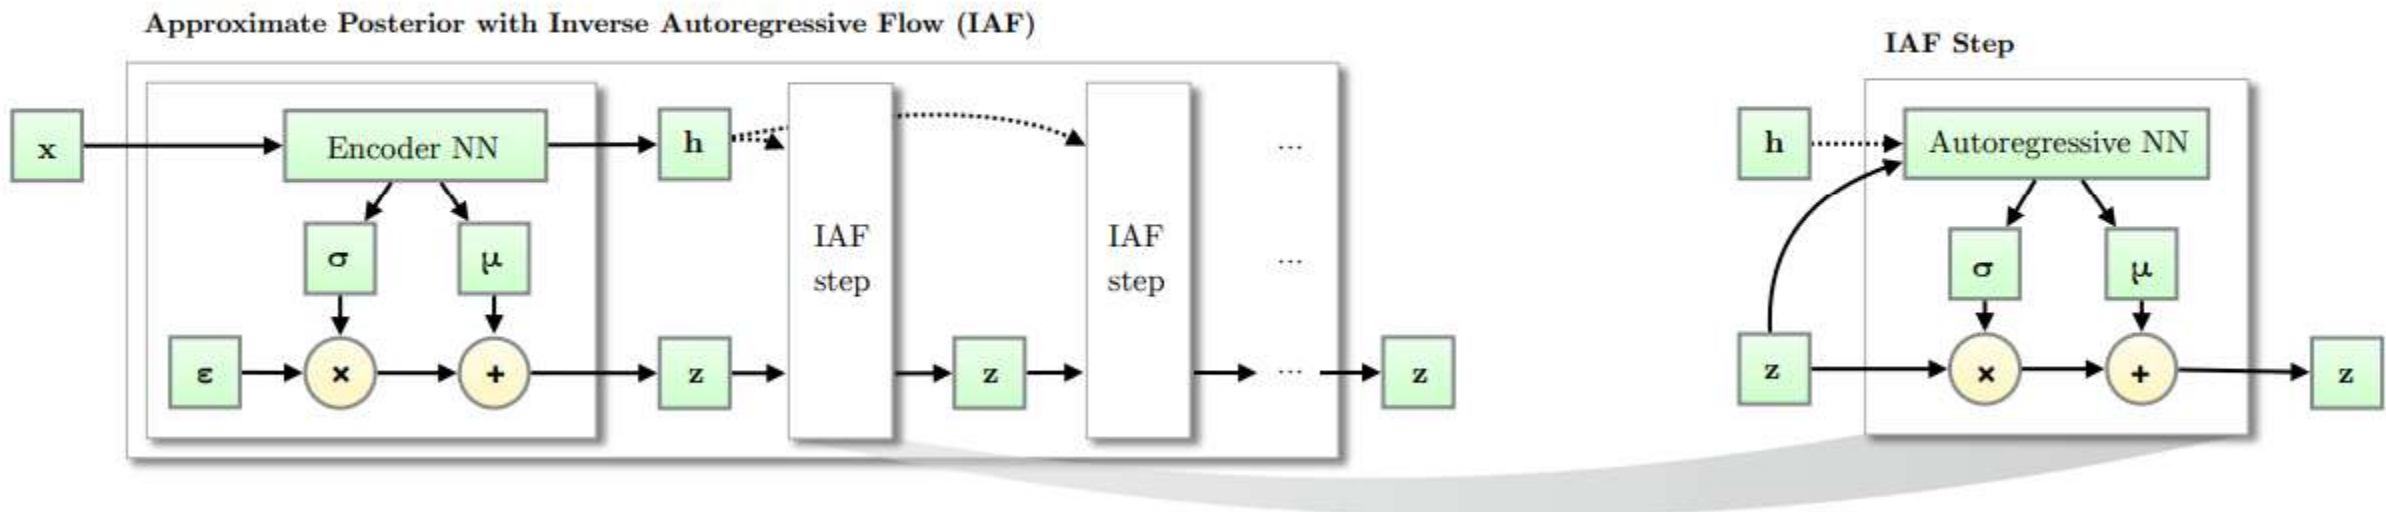 Approximate Posterior with Inverse Autoregressive Flow (IAF)
x
Encoder NN
h
σ
μ
ε
×
+
z
IAF
step
z
IAF
step
...
...
...
z
IAF Step
h
Autoregressive NN
σ
μ
z
×
+
z